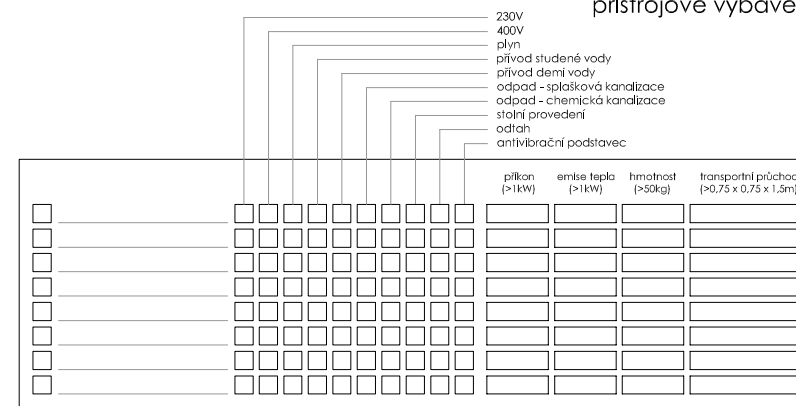 přístrojové vybave
230V
400V
plyn
přívod studené vody
přívod demi vody
odpad - splašková kanalizace
odpad - chemická kanalizace
stolní provedení
odtah
antivibrační podstavec
příkon emise tepla hmotnost transportní průchod
(>1kW) (>1kW) (>50kg) (>0,75 x 0,75 x 1,5m)